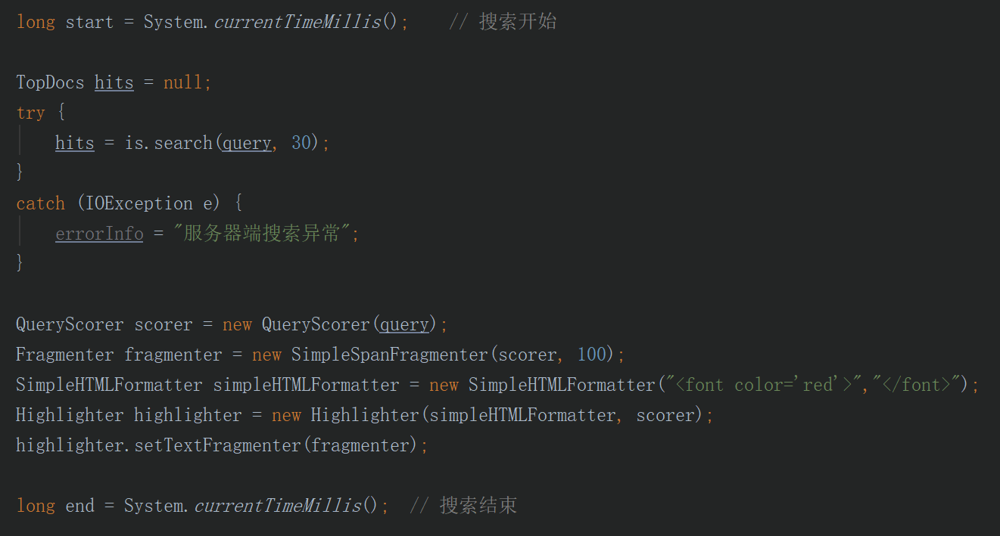 long start = System.currentTimeMillis();    // 搜索开始
TopDocs hits = null;
try {
    hits = is.search(query, 30);
}
catch (IOException e) {
    errorInfo = "服务器端搜索异常";
}
QueryScorer scorer = new QueryScorer(query);
Fragmenter fragmenter = new SimpleSpanFragmenter(scorer, 100);
SimpleHTMLFormatter simpleHTMLFormatter = new SimpleHTMLFormatter("<font color='red'>","</font>");
Highlighter highlighter = new Highlighter(simpleHTMLFormatter, scorer);
highlighter.setTextFragmenter(fragmenter);
long end = System.currentTimeMillis();  // 搜索结束